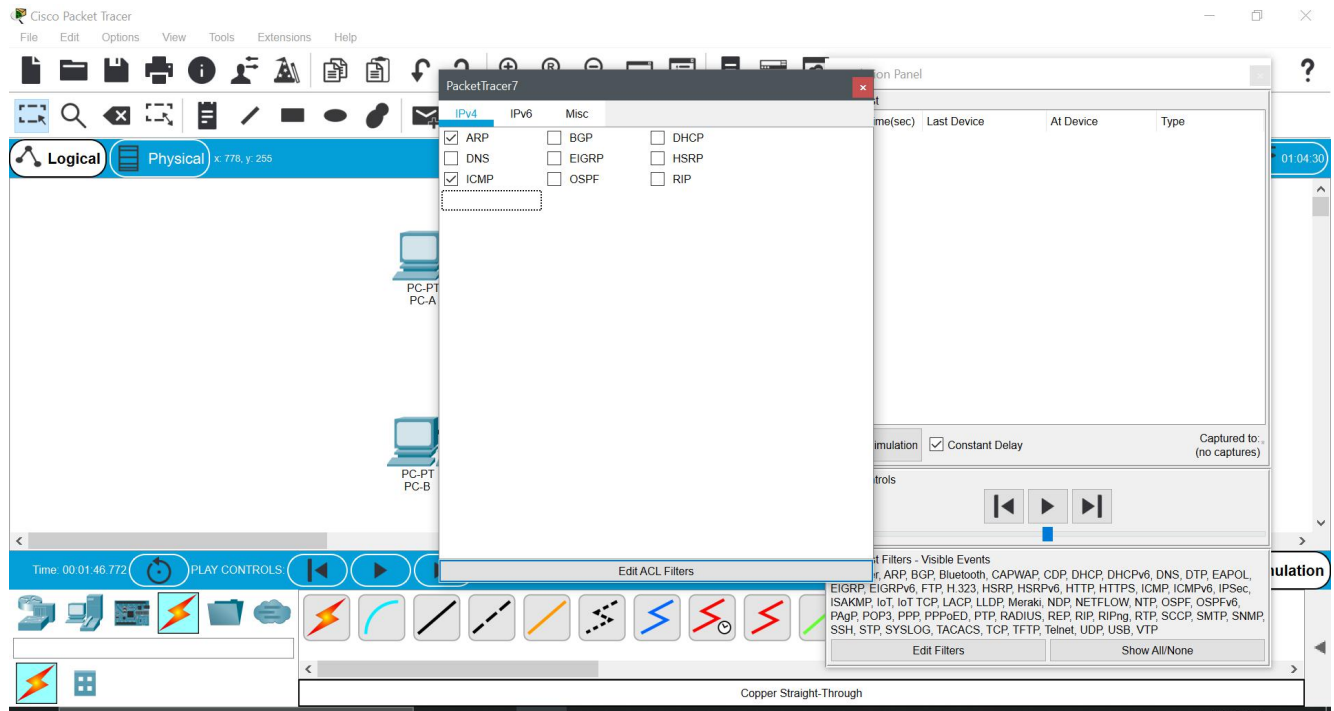 Cisco Packet Tracer
File Edit Options View Tools Extensions Help
PacketTracer7
IPv4 IPv6 Misc
ARP BGP DHCP
DNS EIGRP HSRP
ICMP OSPF RIP
Edit ACL Filters
Logical Physical x: 778, y: 255
01:04:30
PC-PT
PC-A
PC-PT
PC-B
Panel
Last Device At Device Type
Constant Delay
Captured to:
(no captures)
Time: 00:01:46.772 PLAY CONTROLS:
Filters - Visible Events
ARP, BGP, Bluetooth, CAPWAP, CDP, DHCP, DHCPv6, DNS, DTP, EAPOL,
EIGRP, EIGRPv6, FTP, H.323, HSRP, HSRPv6, HTTP, HTTPS, ICMP, ICMPv6, IPSec,
ISAKMP, IoT, IoT TCP, LACP, LLDP, Meraki, NDP, NETFLOW, NTP, OSPF, OSPFv6,
PAgP, POP3, PPP, PPPoED, PTP, RADIUS, REP, RIP, RIPng, RTP, SCCP, SMTP, SNMP,
SSH, STP, SYSLOG, TACACS, TCP, TFTP, Telnet, UDP, USB, VTP
Edit Filters Show All/None
Copper Straight-Through